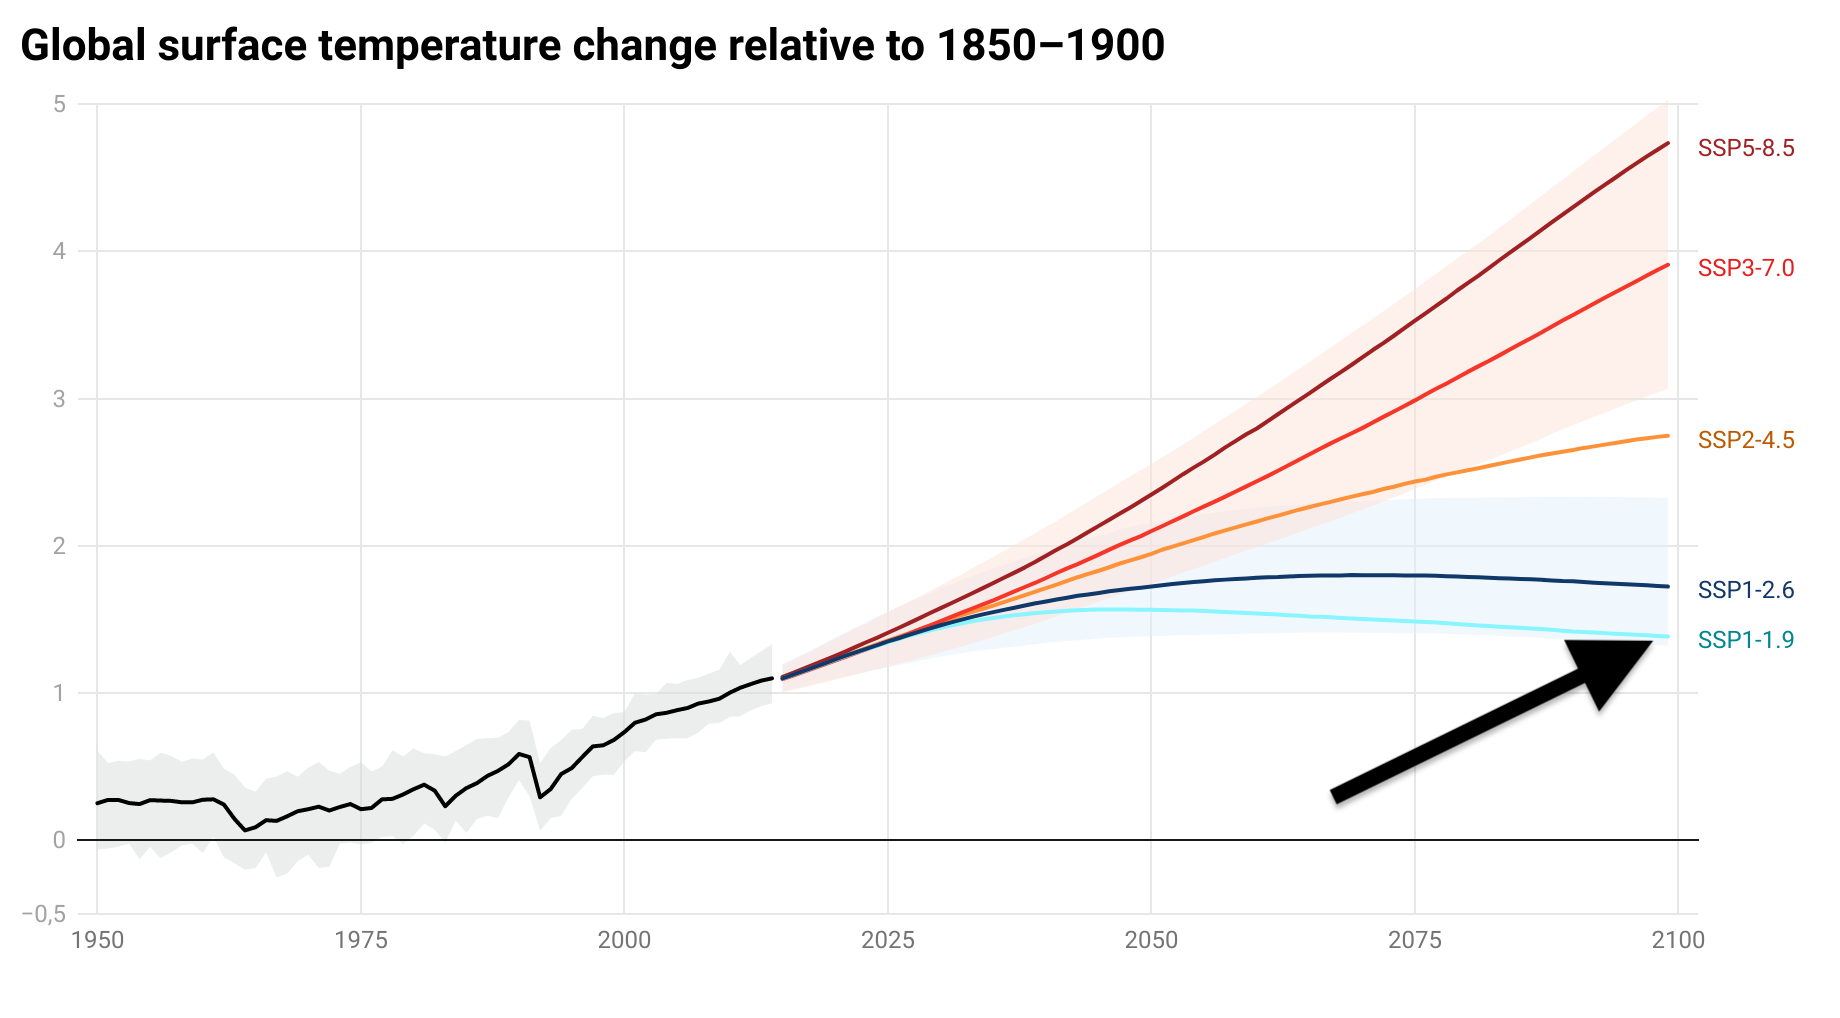 Global surface temperature change relative to 1850–1900
5
SSP5-8.5
4
SSP3-7.0
3
SSP2-4.5
2
SSP1-2.6
SSP1-1.9
1
0
−0,5
1950 1975 2000 2025 2050 2075 2100